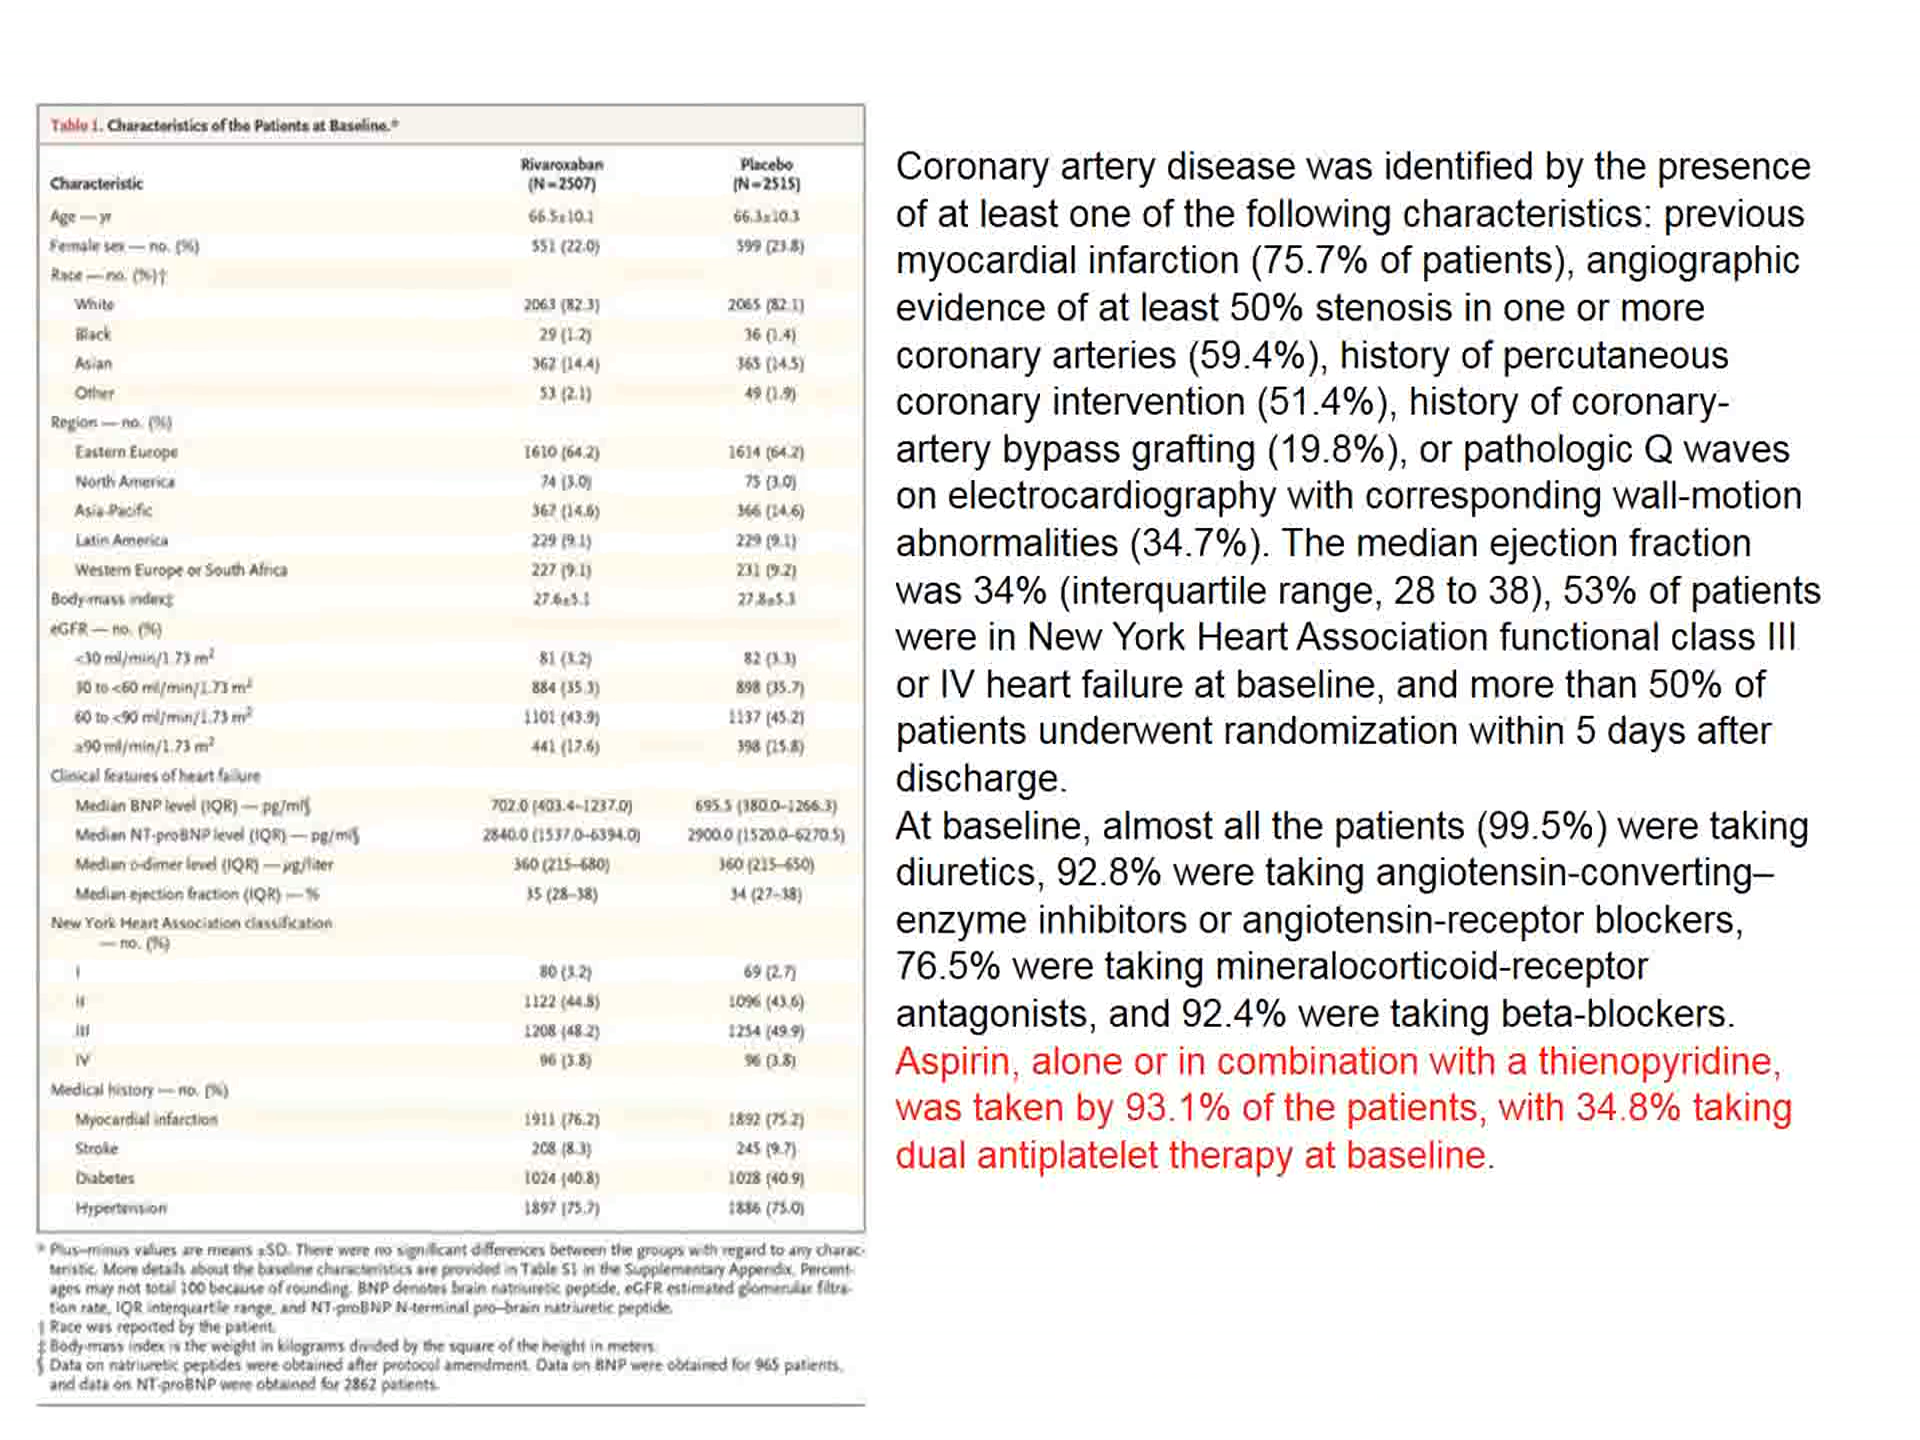 Table 1. Characteristics of the Patients at Baseline.*
Characteristic
Rivaroxaban (N=2507)
Placebo (N=2515)
Age — yr 66.5±10.1 66.3±10.3
Female sex — no. (%) 551 (22.0) 599 (23.8)
Race — no. (%)†
White 2063 (82.3) 2065 (82.1)
Black 29 (1.2) 36 (1.4)
Asian 362 (14.4) 365 (14.5)
Other 53 (2.1) 49 (1.9)
Region — no. (%)
Eastern Europe 1610 (64.2) 1614 (64.2)
North America 74 (3.0) 75 (3.0)
Asia-Pacific 367 (14.6) 366 (14.6)
Latin America 229 (9.1) 229 (9.1)
Western Europe or South Africa 227 (9.1) 231 (9.2)
Body-mass index‡ 27.6±5.1 27.8±5.3
eGFR — no. (%)
<30 ml/min/1.73 m² 81 (3.2) 82 (3.3)
30 to <60 ml/min/1.73 m² 884 (35.3) 898 (35.7)
60 to <90 ml/min/1.73 m² 1101 (43.9) 1137 (45.2)
≥90 ml/min/1.73 m² 441 (17.6) 398 (15.8)
Clinical features of heart failure
Median BNP level (IQR) — pg/ml§ 702.0 (403.4–1237.0) 695.5 (380.0–1266.3)
Median NT-proBNP level (IQR) — pg/ml§ 2840.0 (1537.0–6394.0) 2900.0 (1520.0–6270.5)
Median D-dimer level (IQR) — μg/liter 360 (215–680) 360 (215–650)
Median ejection fraction (IQR) — % 35 (28–38) 34 (27–38)
New York Heart Association classification
— no. (%)
I 80 (3.2) 69 (2.7)
II 1122 (44.8) 1096 (43.6)
III 1208 (48.2) 1254 (49.9)
IV 96 (3.8) 96 (3.8)
Medical history — no. (%)
Myocardial infarction 1911 (76.2) 1892 (75.2)
Stroke 208 (8.3) 245 (9.7)
Diabetes 1024 (40.8) 1028 (40.9)
Hypertension 1897 (75.7) 1886 (75.0)
* Plus–minus values are means ±SD. There were no significant differences between the groups with regard to any charac-
teristic. More details about the baseline characteristics are provided in Table S1 in the Supplementary Appendix. Percent-
ages may not total 100 because of rounding. BNP denotes brain natriuretic peptide, eGFR estimated glomerular filtra-
tion rate, IQR interquartile range, and NT-proBNP N-terminal pro–brain natriuretic peptide.
† Race was reported by the patient.
‡ Body-mass index is the weight in kilograms divided by the square of the height in meters.
§ Data on natriuretic peptides were obtained after protocol amendment. Data on BNP were obtained for 965 patients,
and data on NT-proBNP were obtained for 2862 patients.
Coronary artery disease was identified by the presence
of at least one of the following characteristics: previous
myocardial infarction (75.7% of patients), angiographic
evidence of at least 50% stenosis in one or more
coronary arteries (59.4%), history of percutaneous
coronary intervention (51.4%), history of coronary-
artery bypass grafting (19.8%), or pathologic Q waves
on electrocardiography with corresponding wall-motion
abnormalities (34.7%). The median ejection fraction
was 34% (interquartile range, 28 to 38), 53% of patients
were in New York Heart Association functional class III
or IV heart failure at baseline, and more than 50% of
patients underwent randomization within 5 days after
discharge.
At baseline, almost all the patients (99.5%) were taking
diuretics, 92.8% were taking angiotensin-converting–
enzyme inhibitors or angiotensin-receptor blockers,
76.5% were taking mineralocorticoid-receptor
antagonists, and 92.4% were taking beta-blockers.
Aspirin, alone or in combination with a thienopyridine,
was taken by 93.1% of the patients, with 34.8% taking
dual antiplatelet therapy at baseline.